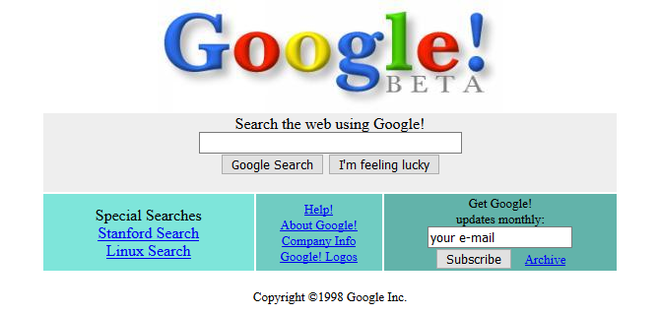 Google!
BETA
Search the web using Google!
Google Search
I'm feeling lucky
Special Searches
Stanford Search
Linux Search
Help!
About Google!
Company Info
Google! Logos
Get Google!
updates monthly:
your e-mail
Subscribe
Archive
Copyright ©1998 Google Inc.